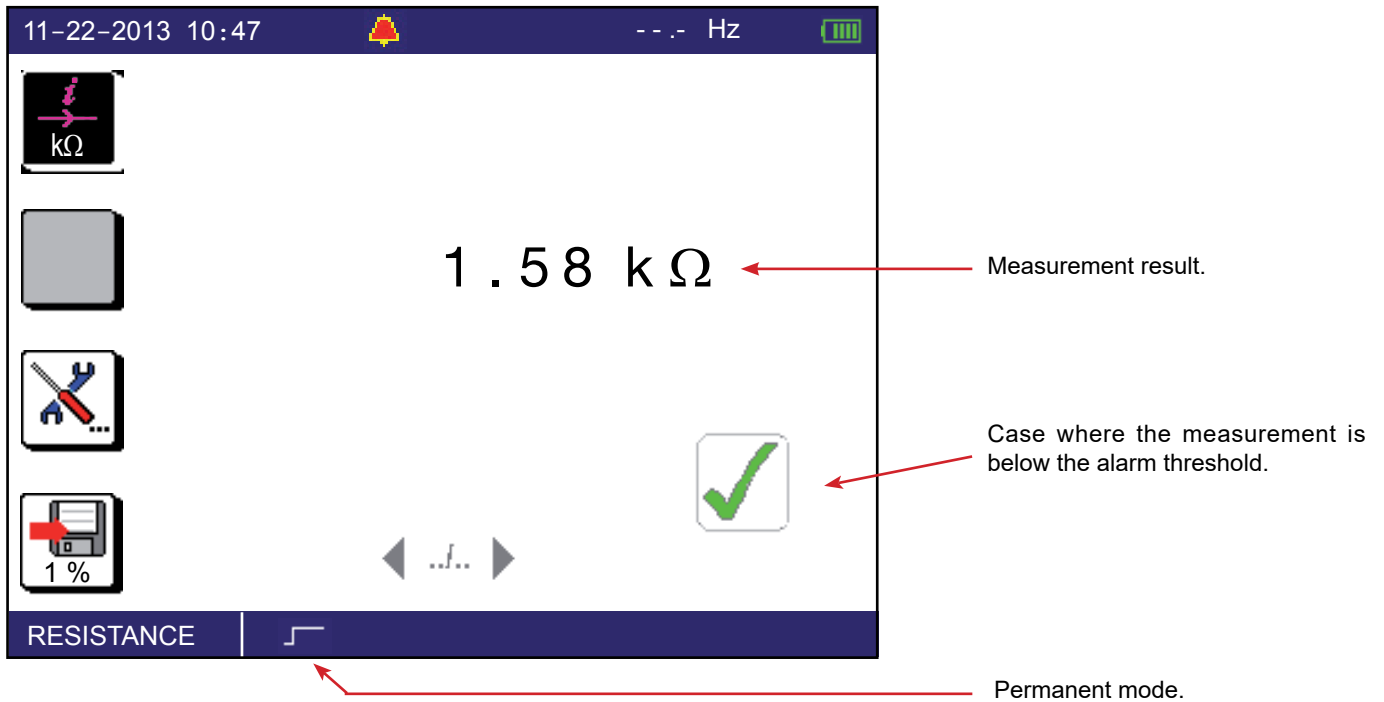 11-22-2013 10:47 - - .- Hz
i
kΩ
1.58 kΩ
Measurement result.
...
Case where the measurement is
below the alarm threshold.
1 %
RESISTANCE
Permanent mode.